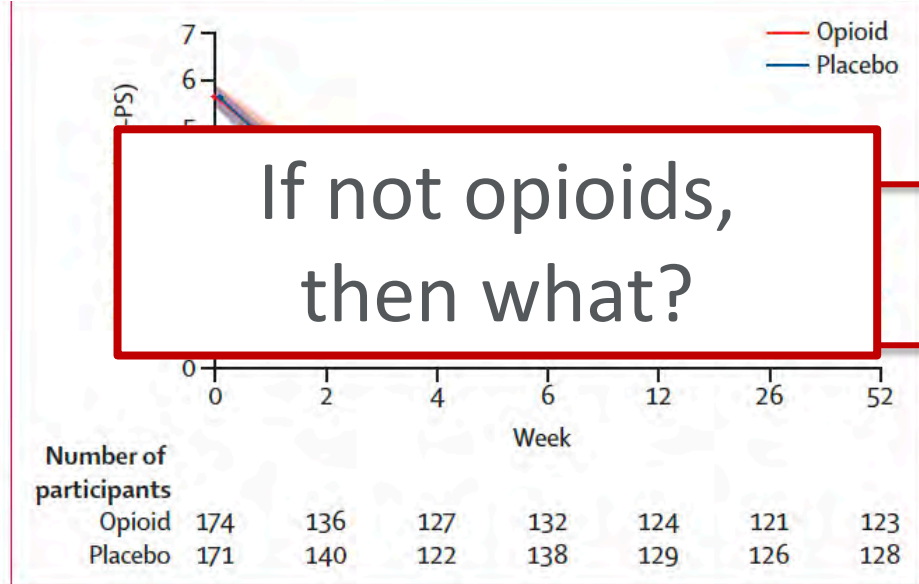 7
Opioid
Placebo
6
-PS)
If not opioids,
then what?
0
0 2 4 6 12 26 52
Week
Number of
participants
Opioid 174 136 127 132 124 121 123
Placebo 171 140 122 138 129 126 128